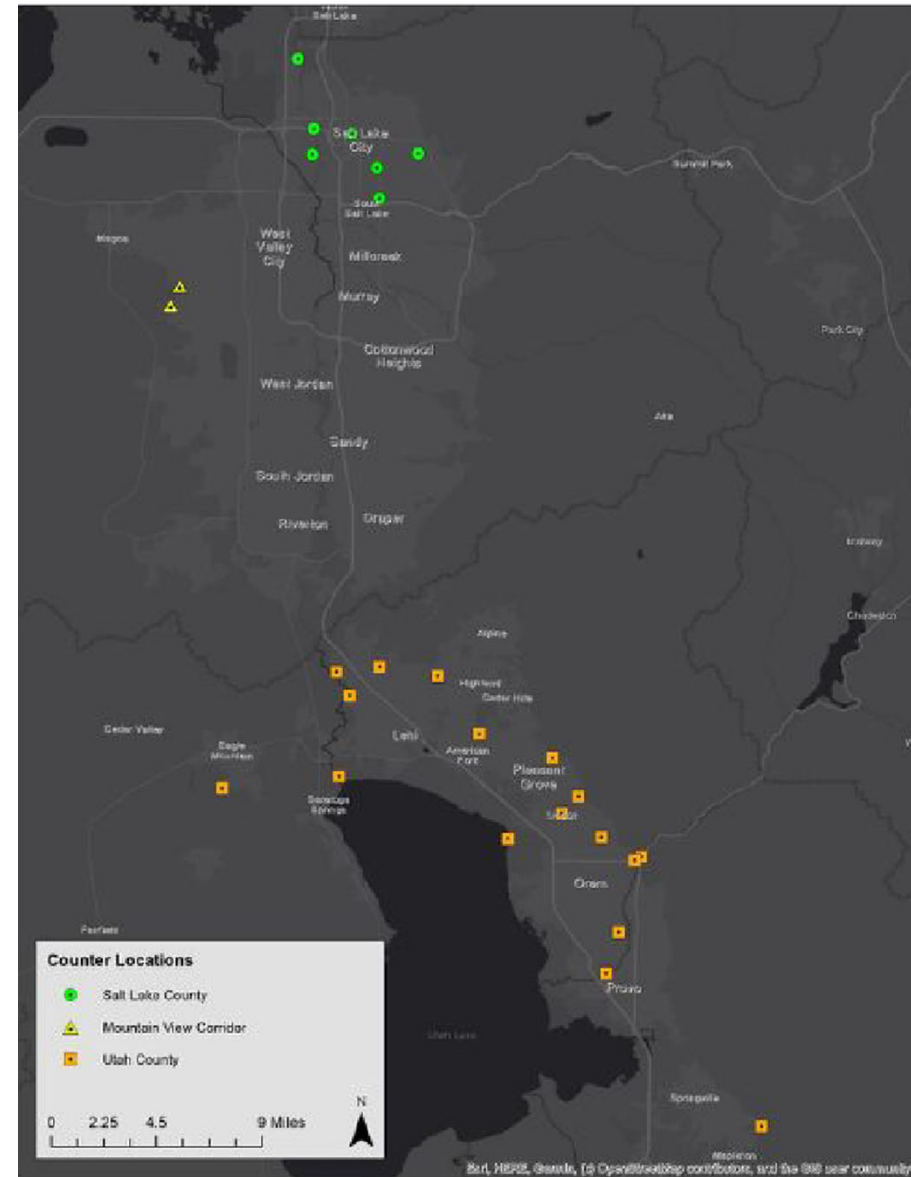 Salt Lake
Salt Lake
City
Summit Park
South
Salt Lake
Magna
West
Valley
City
Millcreek
Murray
Park City
Cottonwood
Heights
West Jordan
Alta
Sandy
South Jordan
Riverton
Draper
Midway
Charleston
Alpine
Highland
Cedar Hills
Cedar Valley
Lehi
Eagle
Mountain
American
Fork
Pleasant
Grove
Saratoga
Springs
Orem
Fairfield
Provo
Utah Lake
Springville
Mapleton
Counter Locations
Salt Lake County
Mountain View Corridor
Utah County
N
0 2.25 4.5 9 Miles
Esri, HERE, Garmin, (c) OpenStreetMap contributors, and the GIS user community